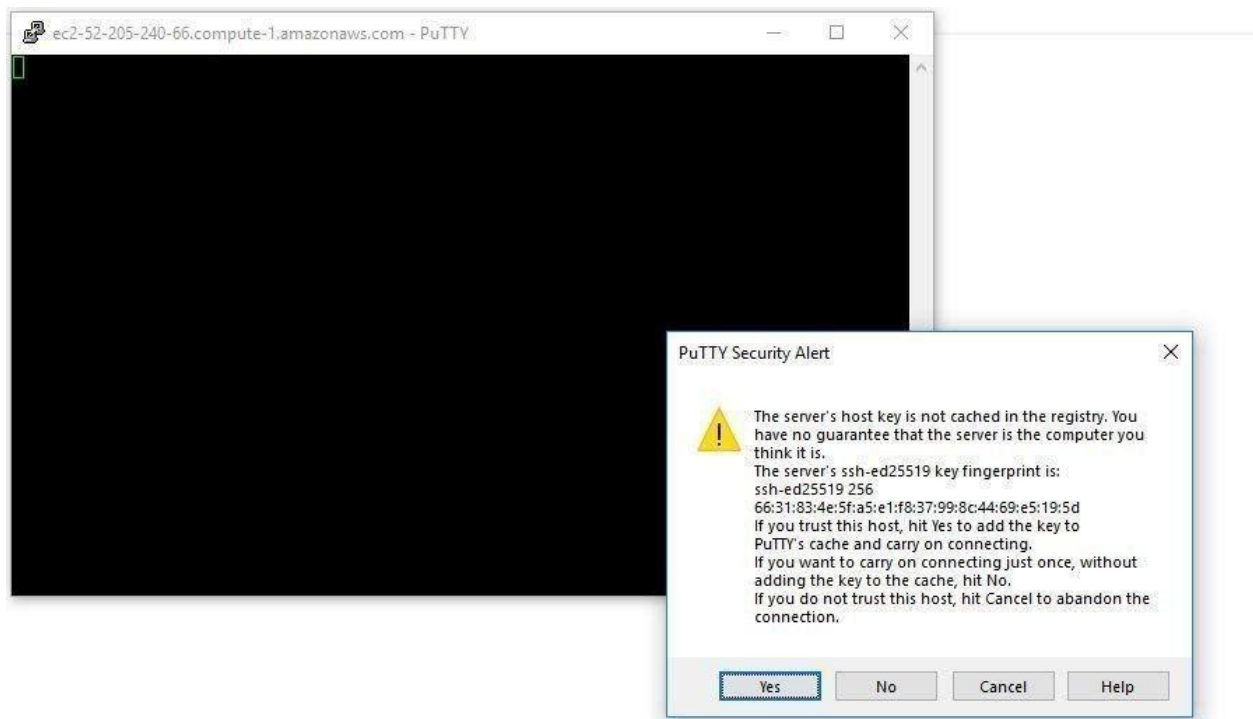 ec2-52-205-240-66.compute-1.amazonaws.com - PuTTY
PuTTY Security Alert
The server's host key is not cached in the registry. You
have no guarantee that the server is the computer you
think it is.
The server's ssh-ed25519 key fingerprint is:
ssh-ed25519 256
66:31:83:4e:5f:a5:e1:f8:37:99:8c:44:69:e5:19:5d
If you trust this host, hit Yes to add the key to
PuTTY's cache and carry on connecting.
If you want to carry on connecting just once, without
adding the key to the cache, hit No.
If you do not trust this host, hit Cancel to abandon the
connection.
Yes No Cancel Help